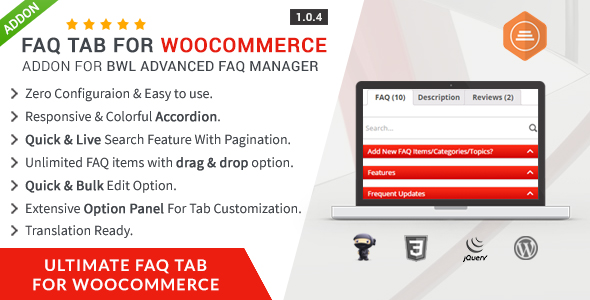 ADDON
1.0.4
FAQ TAB FOR WOOCOMMERCE
ADDON FOR BWL ADVANCED FAQ MANAGER
Zero Configuraion & Easy to use.
Responsive & Colorful Accordion.
Quick & Live Search Feature With Pagination.
Unlimited FAQ items with drag & drop option.
Quick & Bulk Edit Option.
Extensive Option Panel For Tab Customization.
Translation Ready.
ULTIMATE FAQ TAB
FOR WOOCOMMERCE
FAQ (10) Description Reviews (2)
Search...
Add New FAQ Items/Categories/Topics?
Features
Frequent Updates
3
jQuery
W